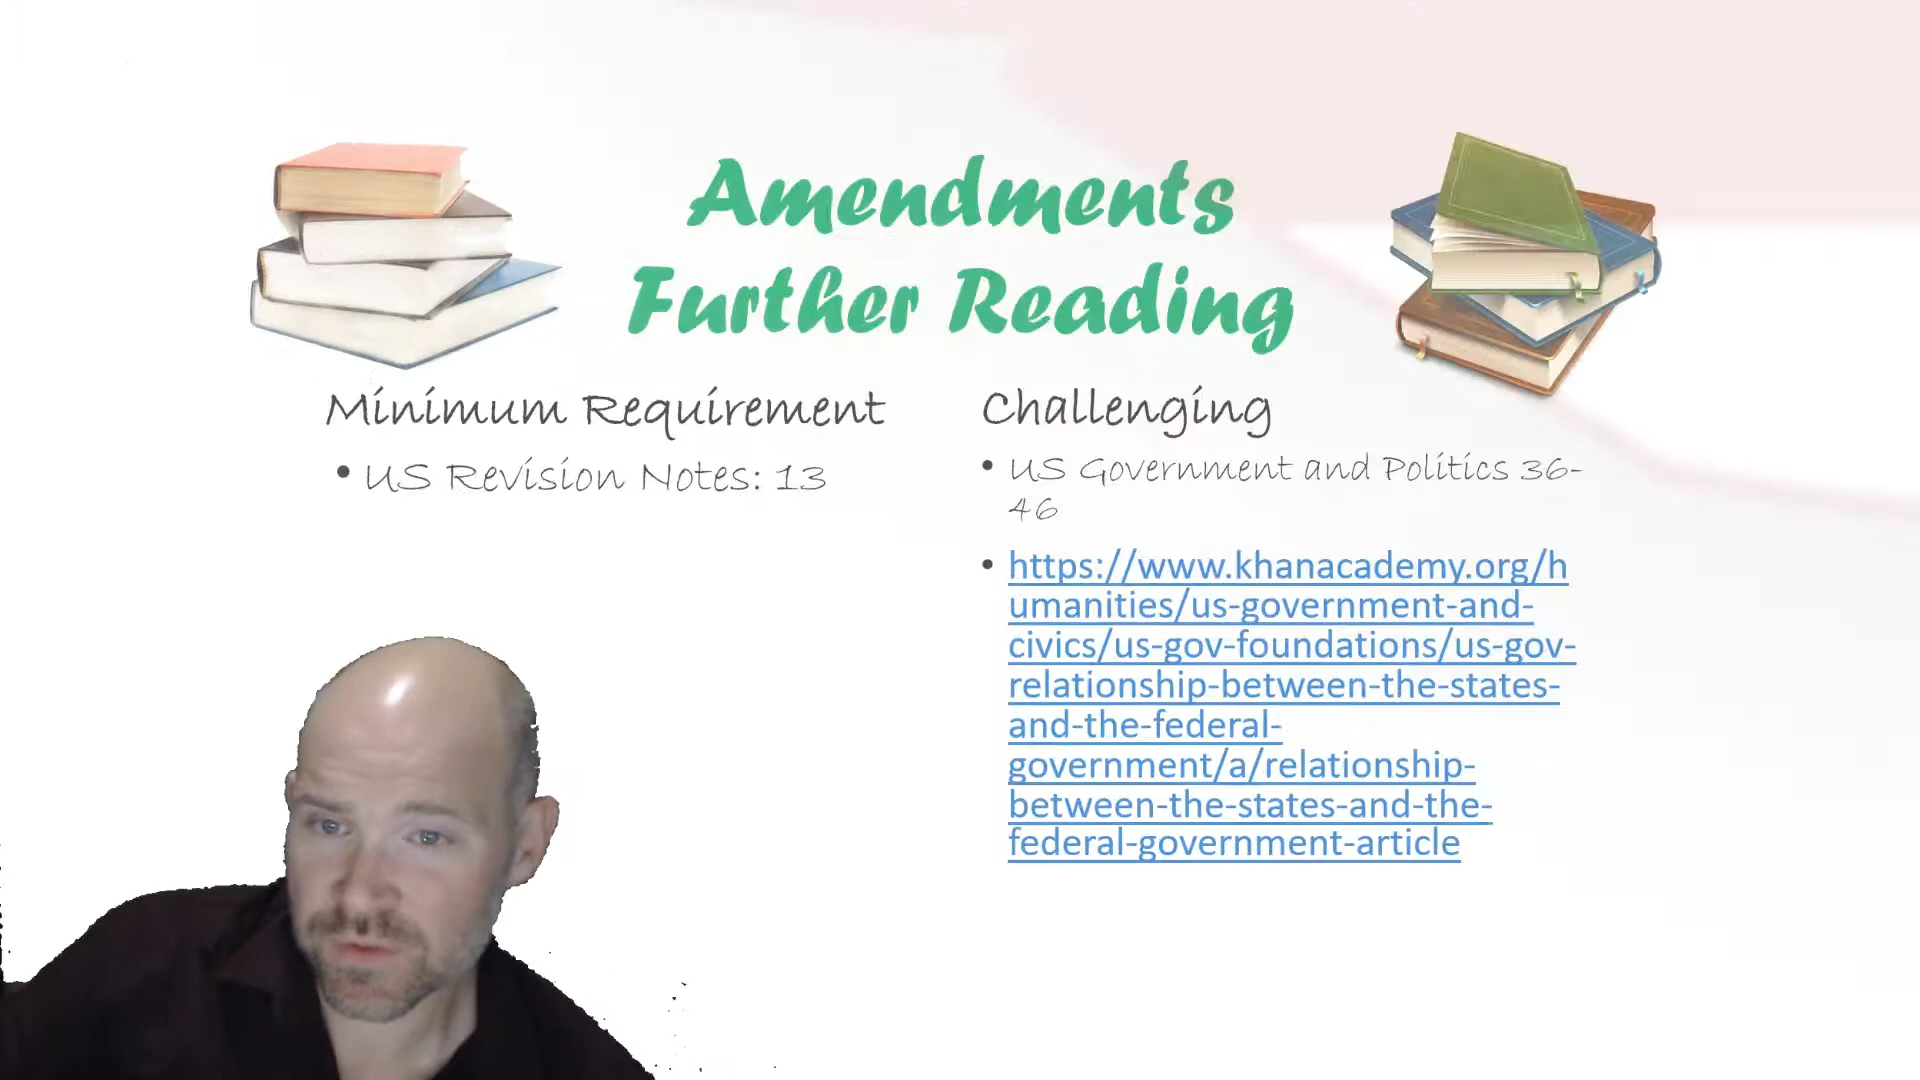 Amendments
Further Reading
Minimum Requirement
• US Revision Notes: 13
Challenging
• US Government and Politics 36-
46
• https://www.khanacademy.org/h
umanities/us-government-and-
civics/us-gov-foundations/us-gov-
relationship-between-the-states-
and-the-federal-
government/a/relationship-
between-the-states-and-the-
federal-government-article